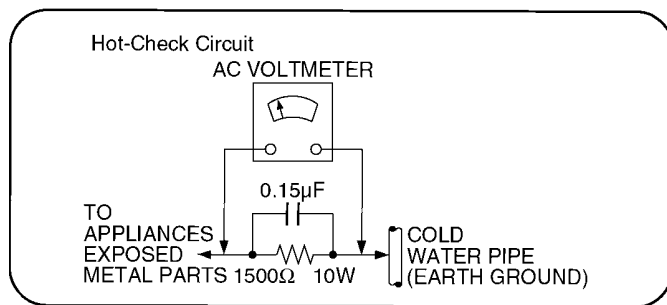 Hot-Check Circuit
AC VOLTMETER
0.15µF
TO
APPLIANCES
EXPOSED
METAL PARTS
1500Ω 10W
COLD
WATER PIPE
(EARTH GROUND)